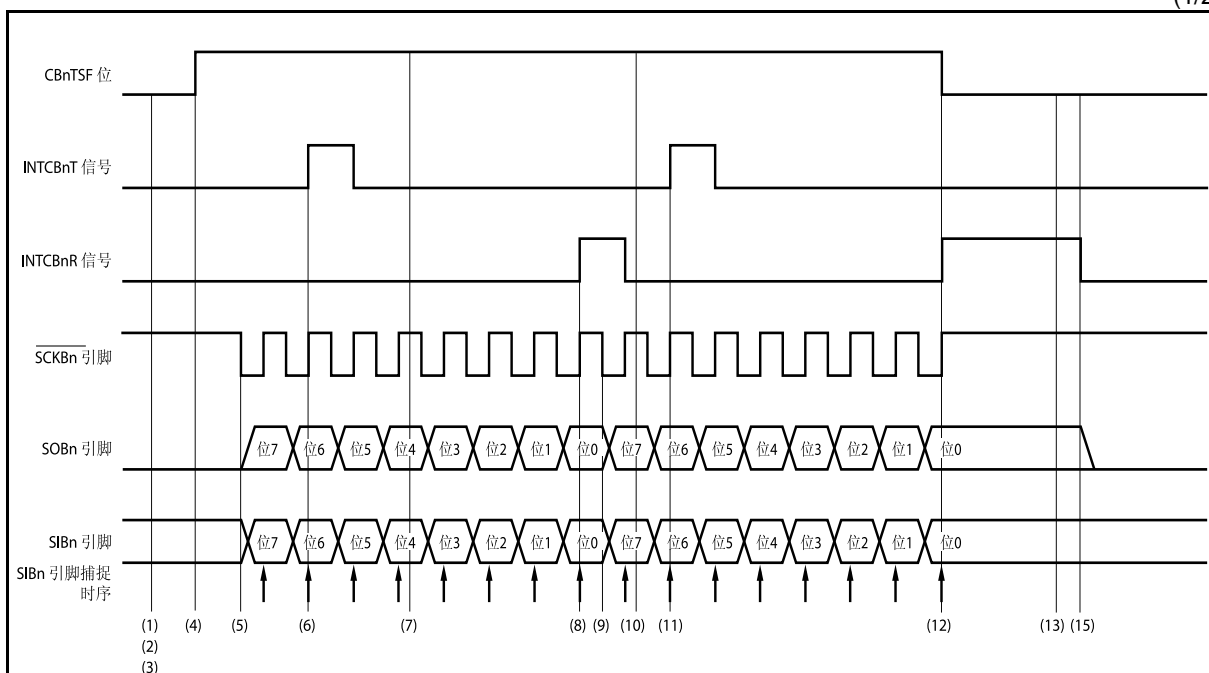 (1/2
CBnTSF 位
INTCBnT 信号
INTCBnR 信号
SCKBn 引脚
SOBn 引脚
位7 位6 位5 位4 位3 位2 位1 位0 位7 位6 位5 位4 位3 位2 位1 位0
SIBn 引脚
位7 位6 位5 位4 位3 位2 位1 位0 位7 位6 位5 位4 位3 位2 位1 位0
SIBn 引脚捕捉
时序
(1) (4) (5) (6) (7) (8) (9) (10) (11) (12) (13) (15)
(2)
(3)